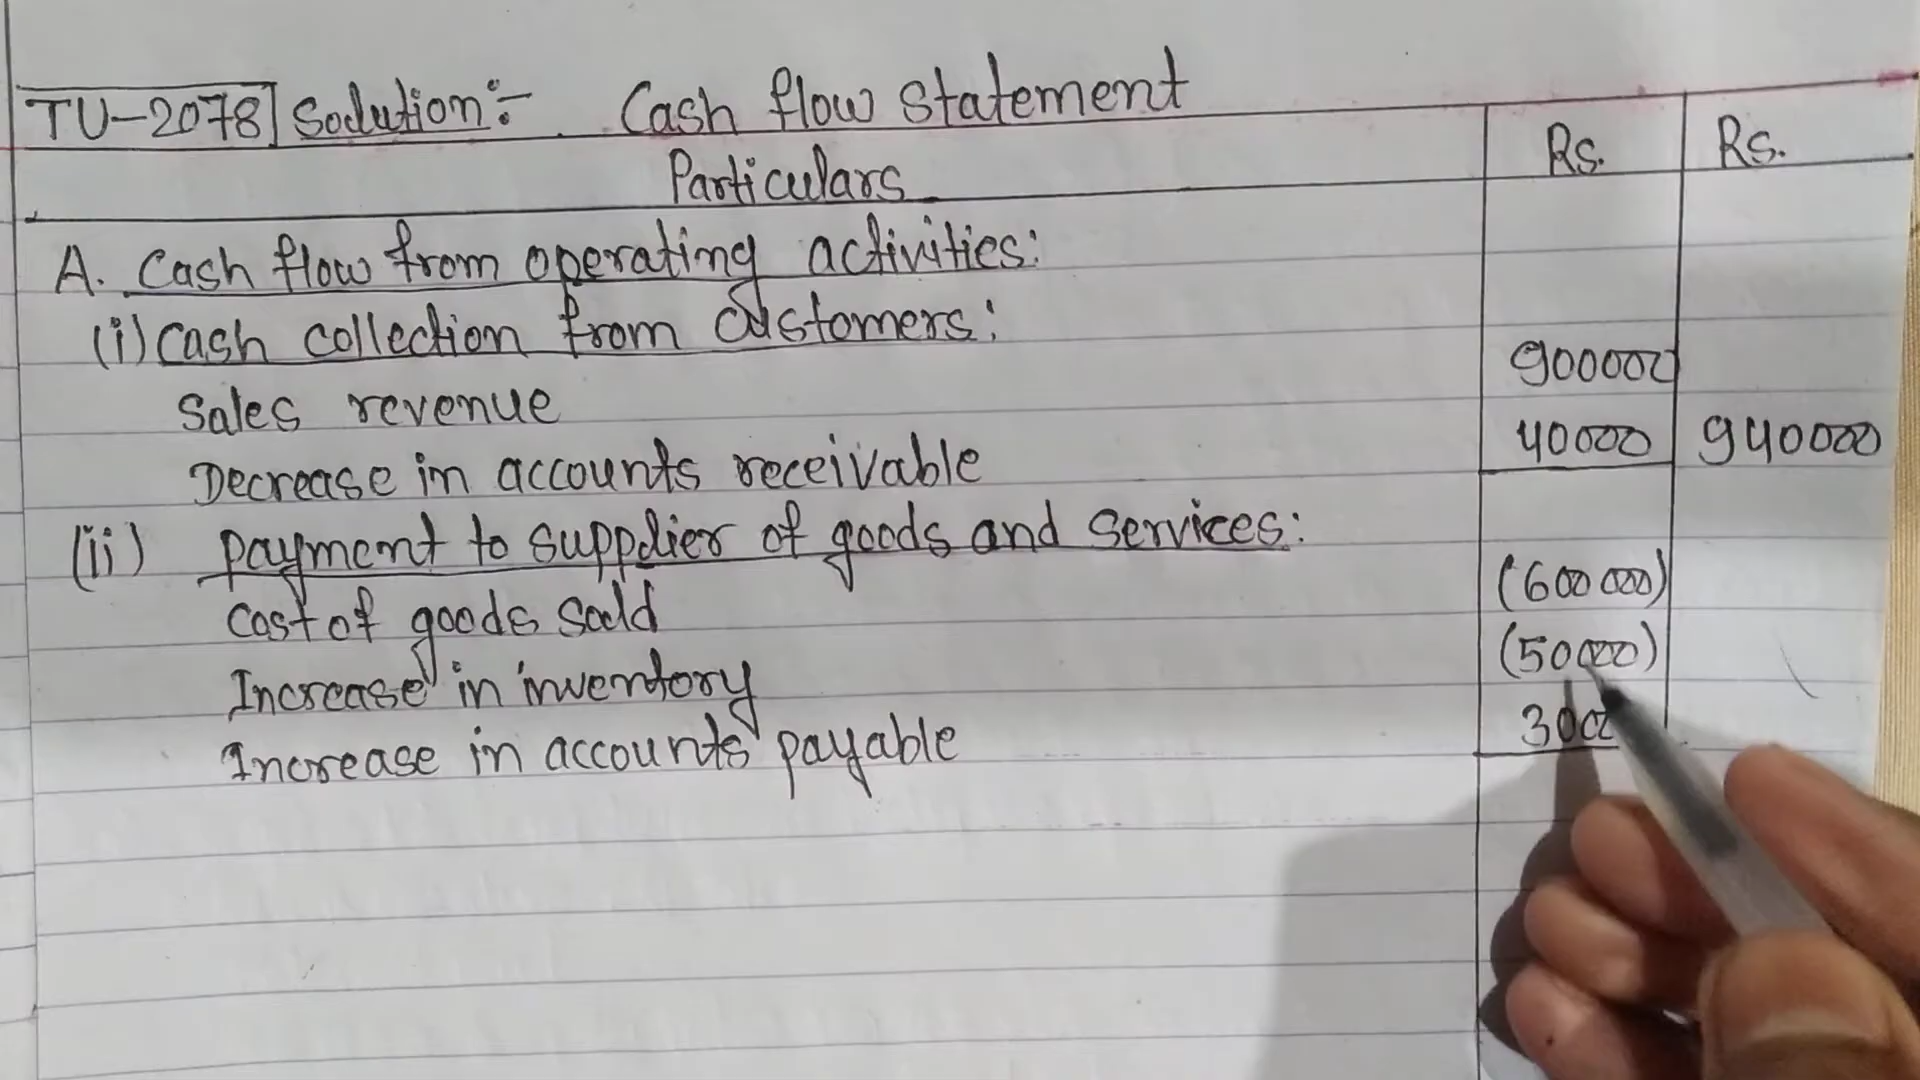 TU-2078 Solution:- Cash flow statement
Particulars Rs. Rs.
A. Cash flow from operating activities:
(i) Cash collection from customers:
Sales revenue 900000
Decrease in accounts receivable 40000 940000
(ii) payment to supplier of goods and services:
Cost of goods sold (600000)
Increase in inventory (50000)
Increase in accounts payable